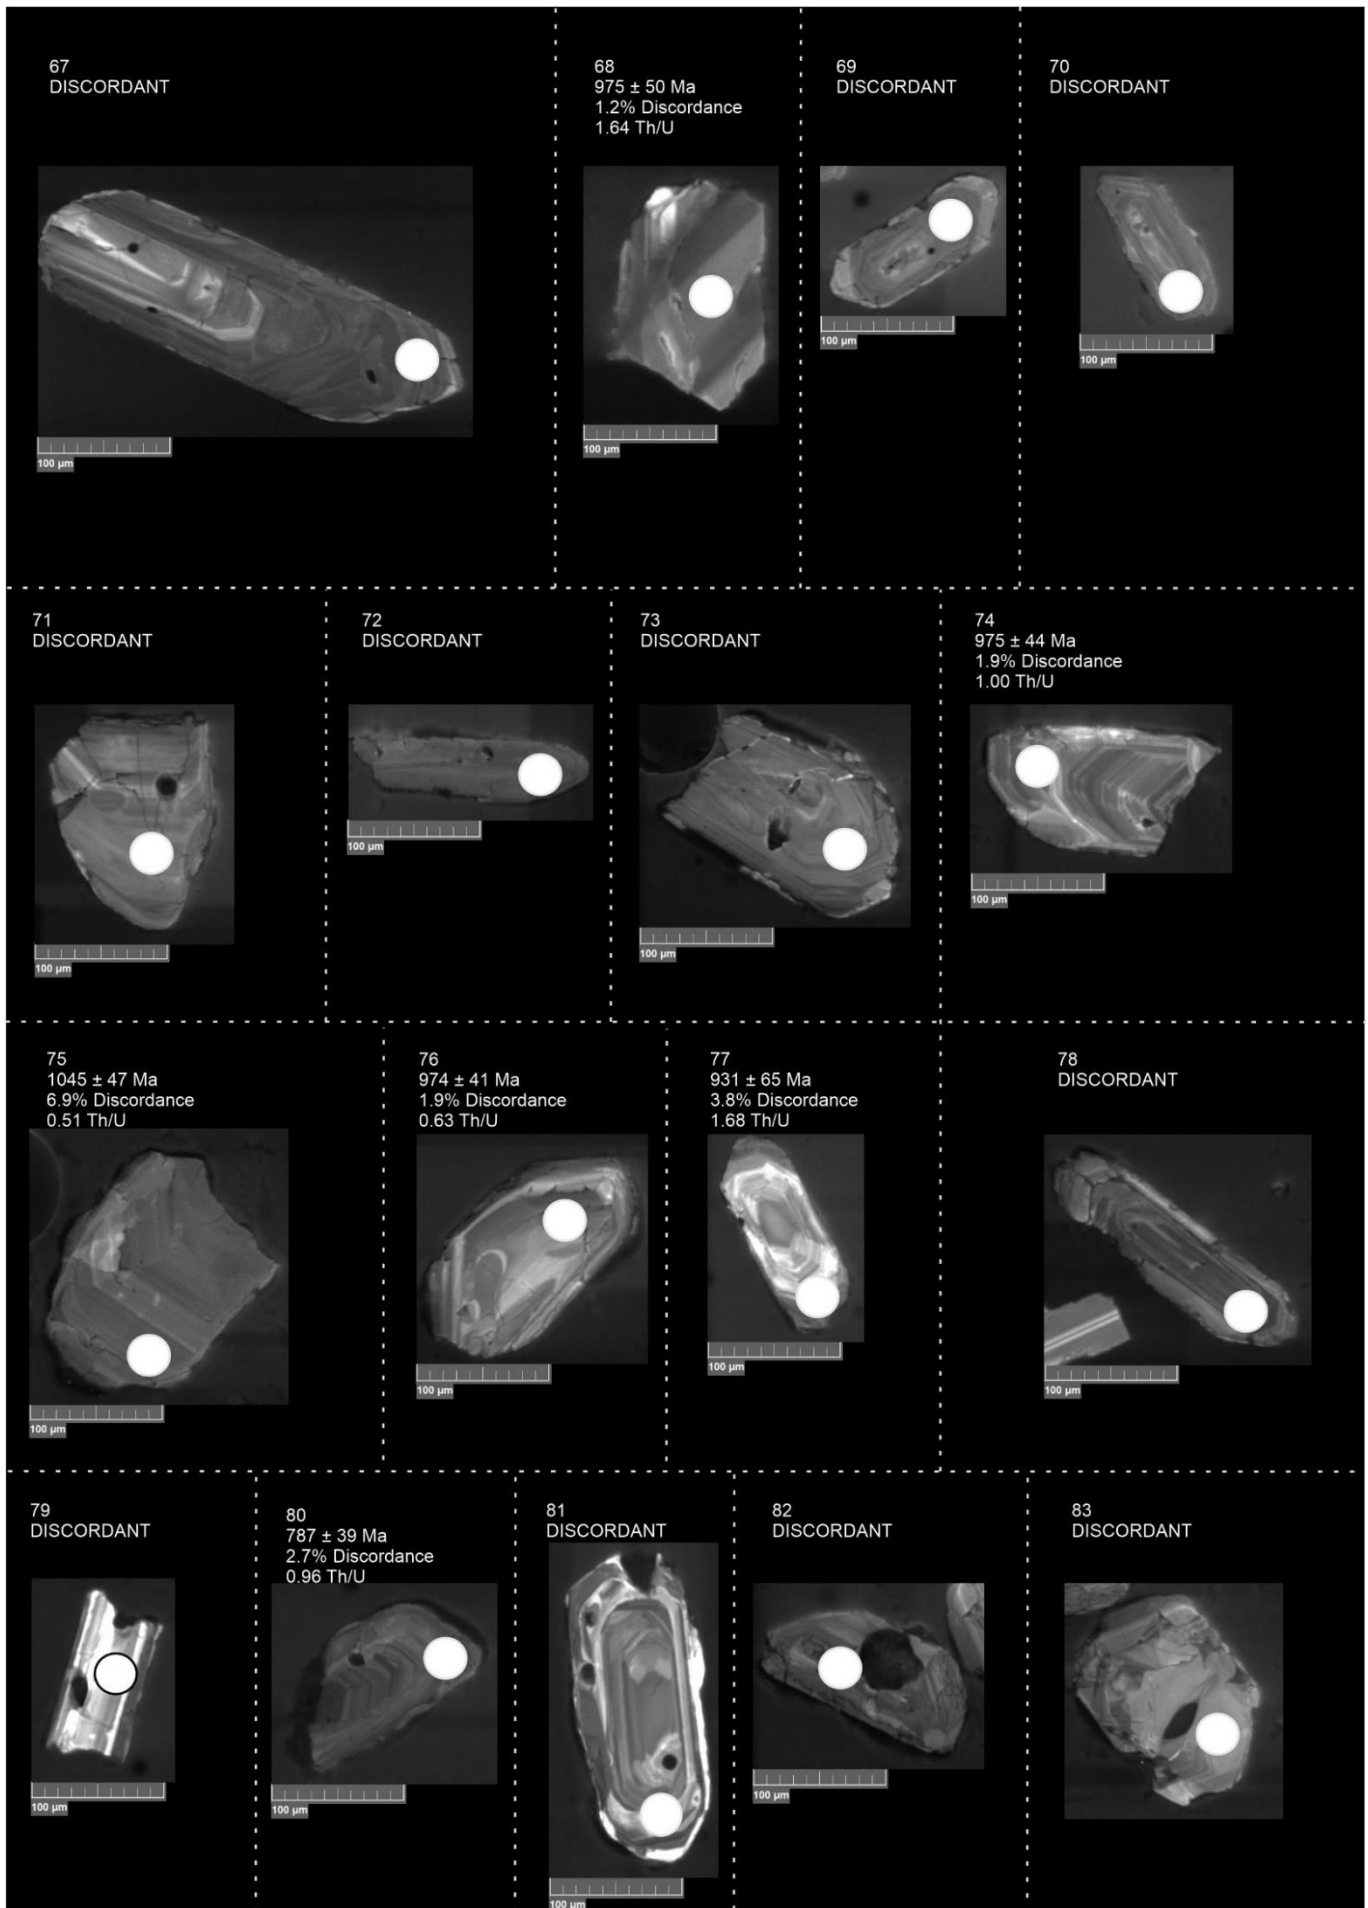 67
DISCORDANT
68
975 ± 50 Ma
1.2% Discordance
1.64 Th/U
69
DISCORDANT
70
DISCORDANT
100 µm
100 µm
100 µm
100 µm
71
DISCORDANT
72
DISCORDANT
73
DISCORDANT
74
975 ± 44 Ma
1.9% Discordance
1.00 Th/U
100 µm
100 µm
100 µm
100 µm
75
1045 ± 47 Ma
6.9% Discordance
0.51 Th/U
76
974 ± 41 Ma
1.9% Discordance
0.63 Th/U
77
931 ± 65 Ma
3.8% Discordance
1.68 Th/U
78
DISCORDANT
100 µm
100 µm
100 µm
100 µm
79
DISCORDANT
80
787 ± 39 Ma
2.7% Discordance
0.96 Th/U
81
DISCORDANT
82
DISCORDANT
83
DISCORDANT
100 µm
100 µm
100 µm
100 µm